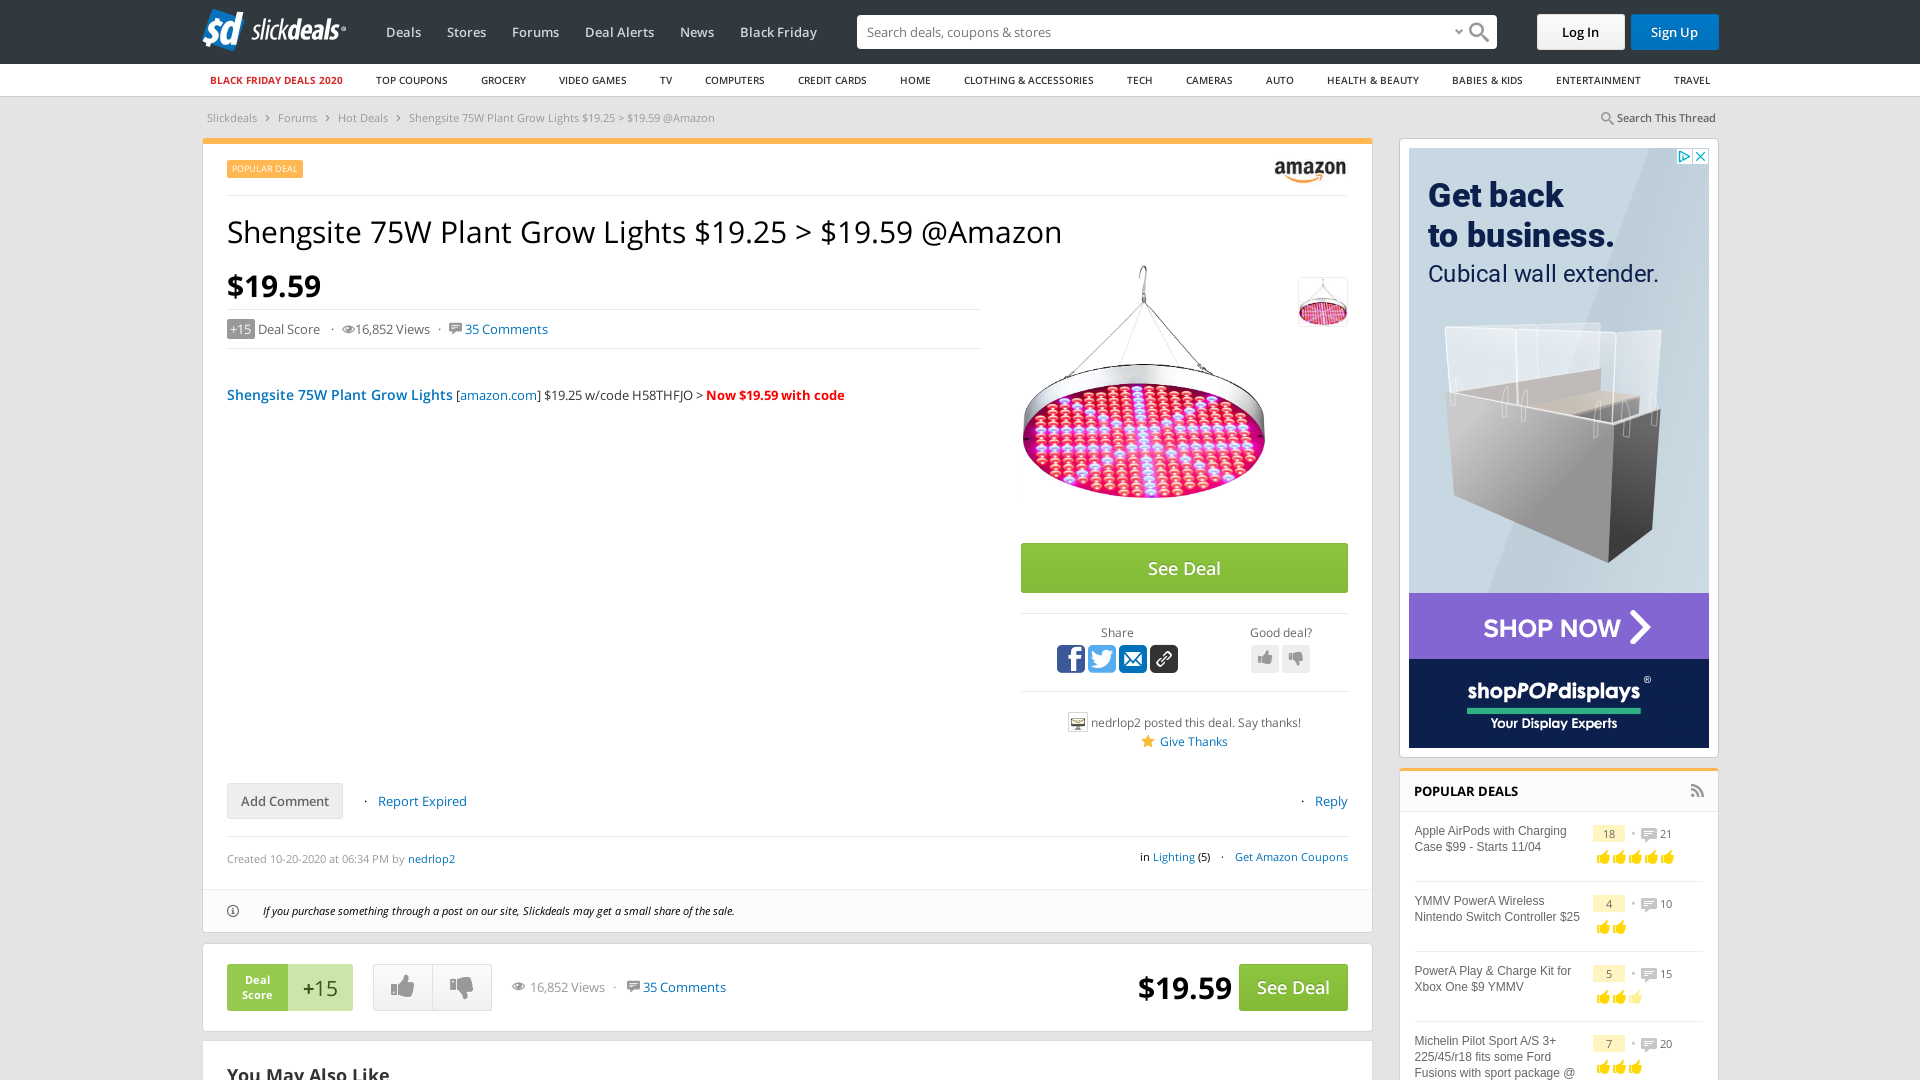 sd slickdeals
Deals Stores Forums Deal Alerts News Black Friday
Search deals, coupons & stores
Log In
Sign Up
BLACK FRIDAY DEALS 2020 TOP COUPONS GROCERY VIDEO GAMES TV COMPUTERS CREDIT CARDS HOME CLOTHING & ACCESSORIES TECH CAMERAS AUTO HEALTH & BEAUTY BABIES & KIDS ENTERTAINMENT TRAVEL
Slickdeals > Forums > Hot Deals > Shengsite 75W Plant Grow Lights $19.25 > $19.59 @Amazon
Search This Thread
POPULAR DEAL
amazon
Shengsite 75W Plant Grow Lights $19.25 > $19.59 @Amazon
$19.59
+15 Deal Score · 16,852 Views · 35 Comments
Shengsite 75W Plant Grow Lights [amazon.com] $19.25 w/code H58THFJO > Now $19.59 with code
See Deal
Share
Good deal?
nedrlop2 posted this deal. Say thanks!
Give Thanks
Add Comment · Report Expired
· Reply
Created 10-20-2020 at 06:34 PM by nedrlop2
in Lighting (5) · Get Amazon Coupons
If you purchase something through a post on our site, Slickdeals may get a small share of the sale.
Deal
Score
+15
16,852 Views · 35 Comments
$19.59
See Deal
You May Also Like
Get back
to business.
Cubical wall extender.
SHOP NOW
shopPOPdisplays ®
Your Display Experts
POPULAR DEALS
Apple AirPods with Charging
Case $99 - Starts 11/04
18 • 21
YMMV PowerA Wireless
Nintendo Switch Controller $25
4 • 10
PowerA Play & Charge Kit for
Xbox One $9 YMMV
5 • 15
Michelin Pilot Sport A/S 3+
225/45/r18 fits some Ford
Fusions with sport package @
7 • 20